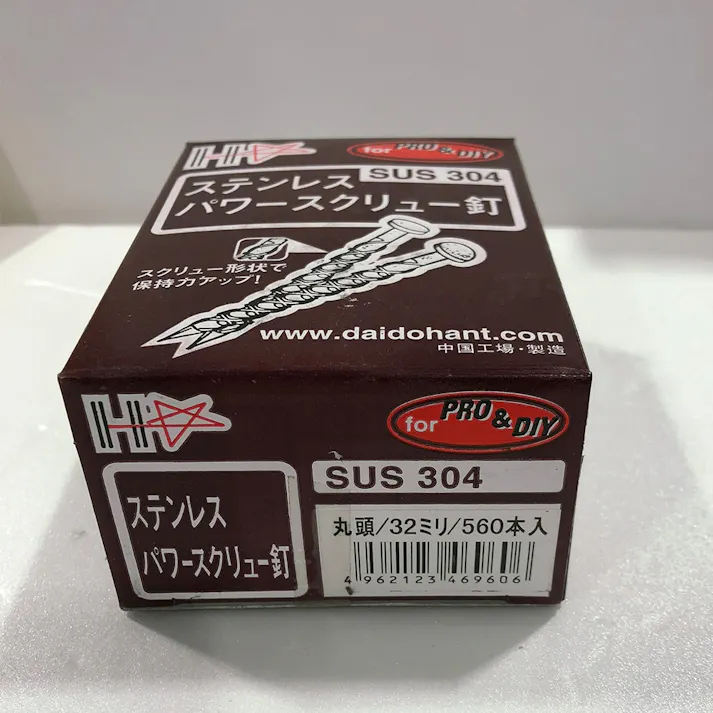 H
for PRO & DIY
ステンレス SUS 304
パワースクリュー釘
スクリュー形状で
保持力アップ!
www.daidohant.com
中国工場・製造
H
for PRO & DIY
SUS 304
ステンレス
パワースクリュー釘
丸頭/32ミリ/560本入
4 962123 469606